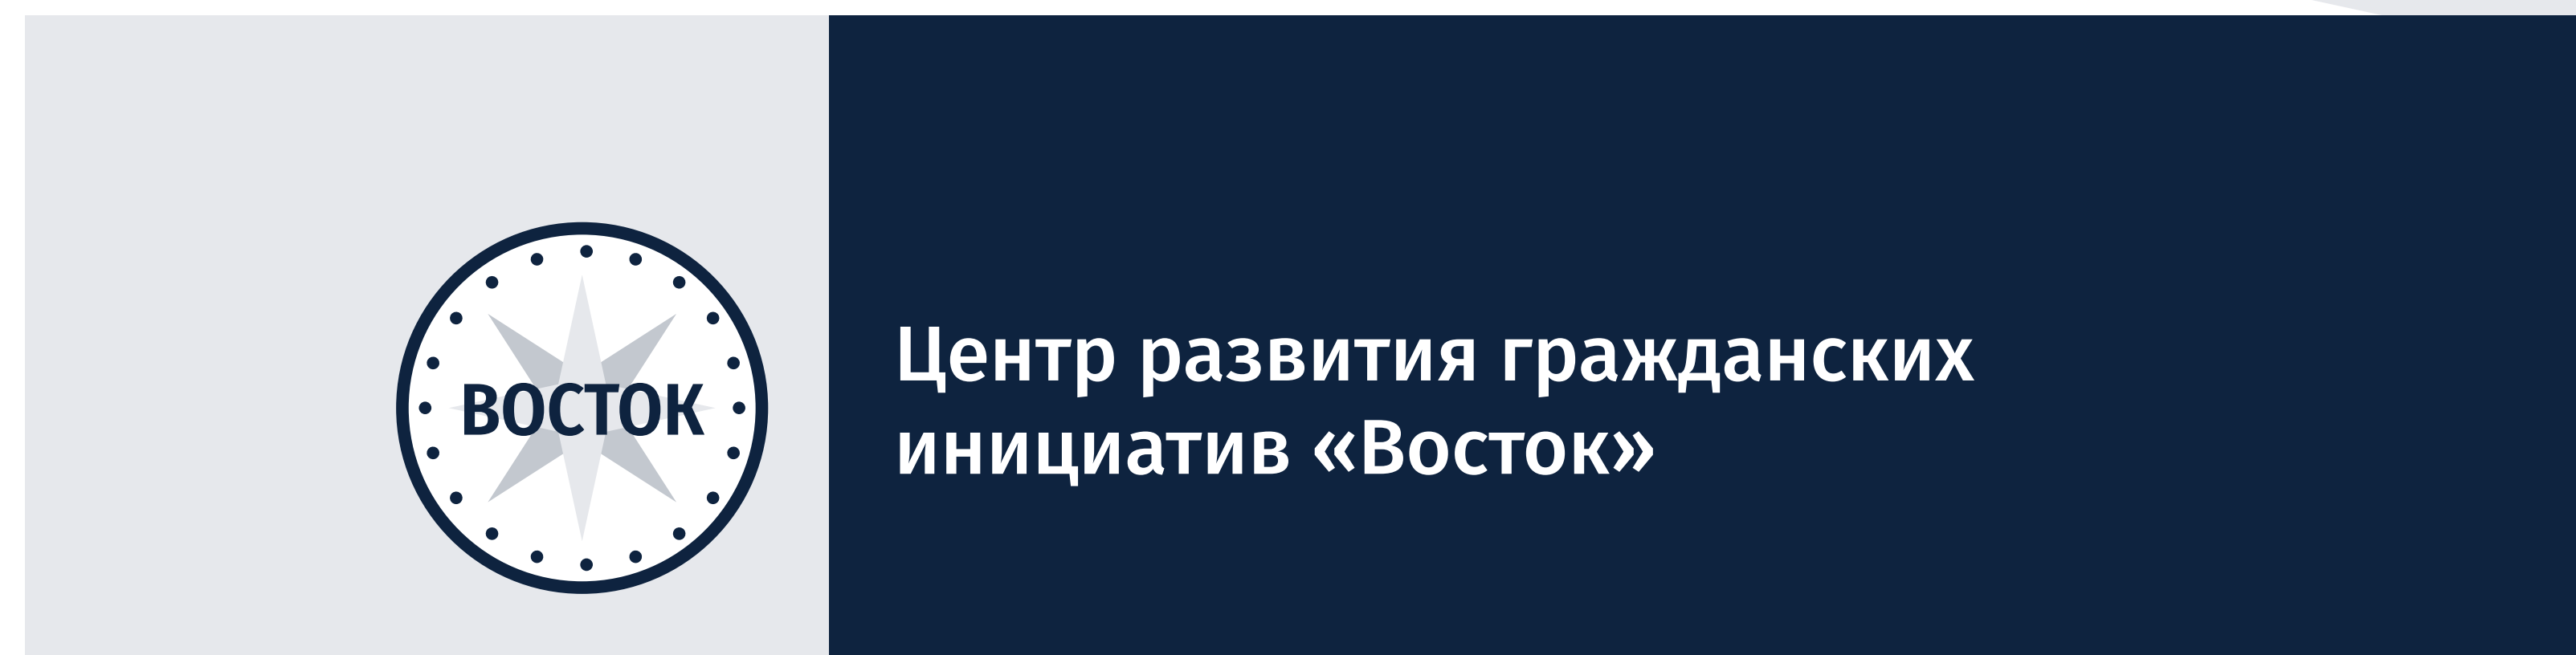 ВОСТОК
Центр развития гражданских
инициатив «Восток»